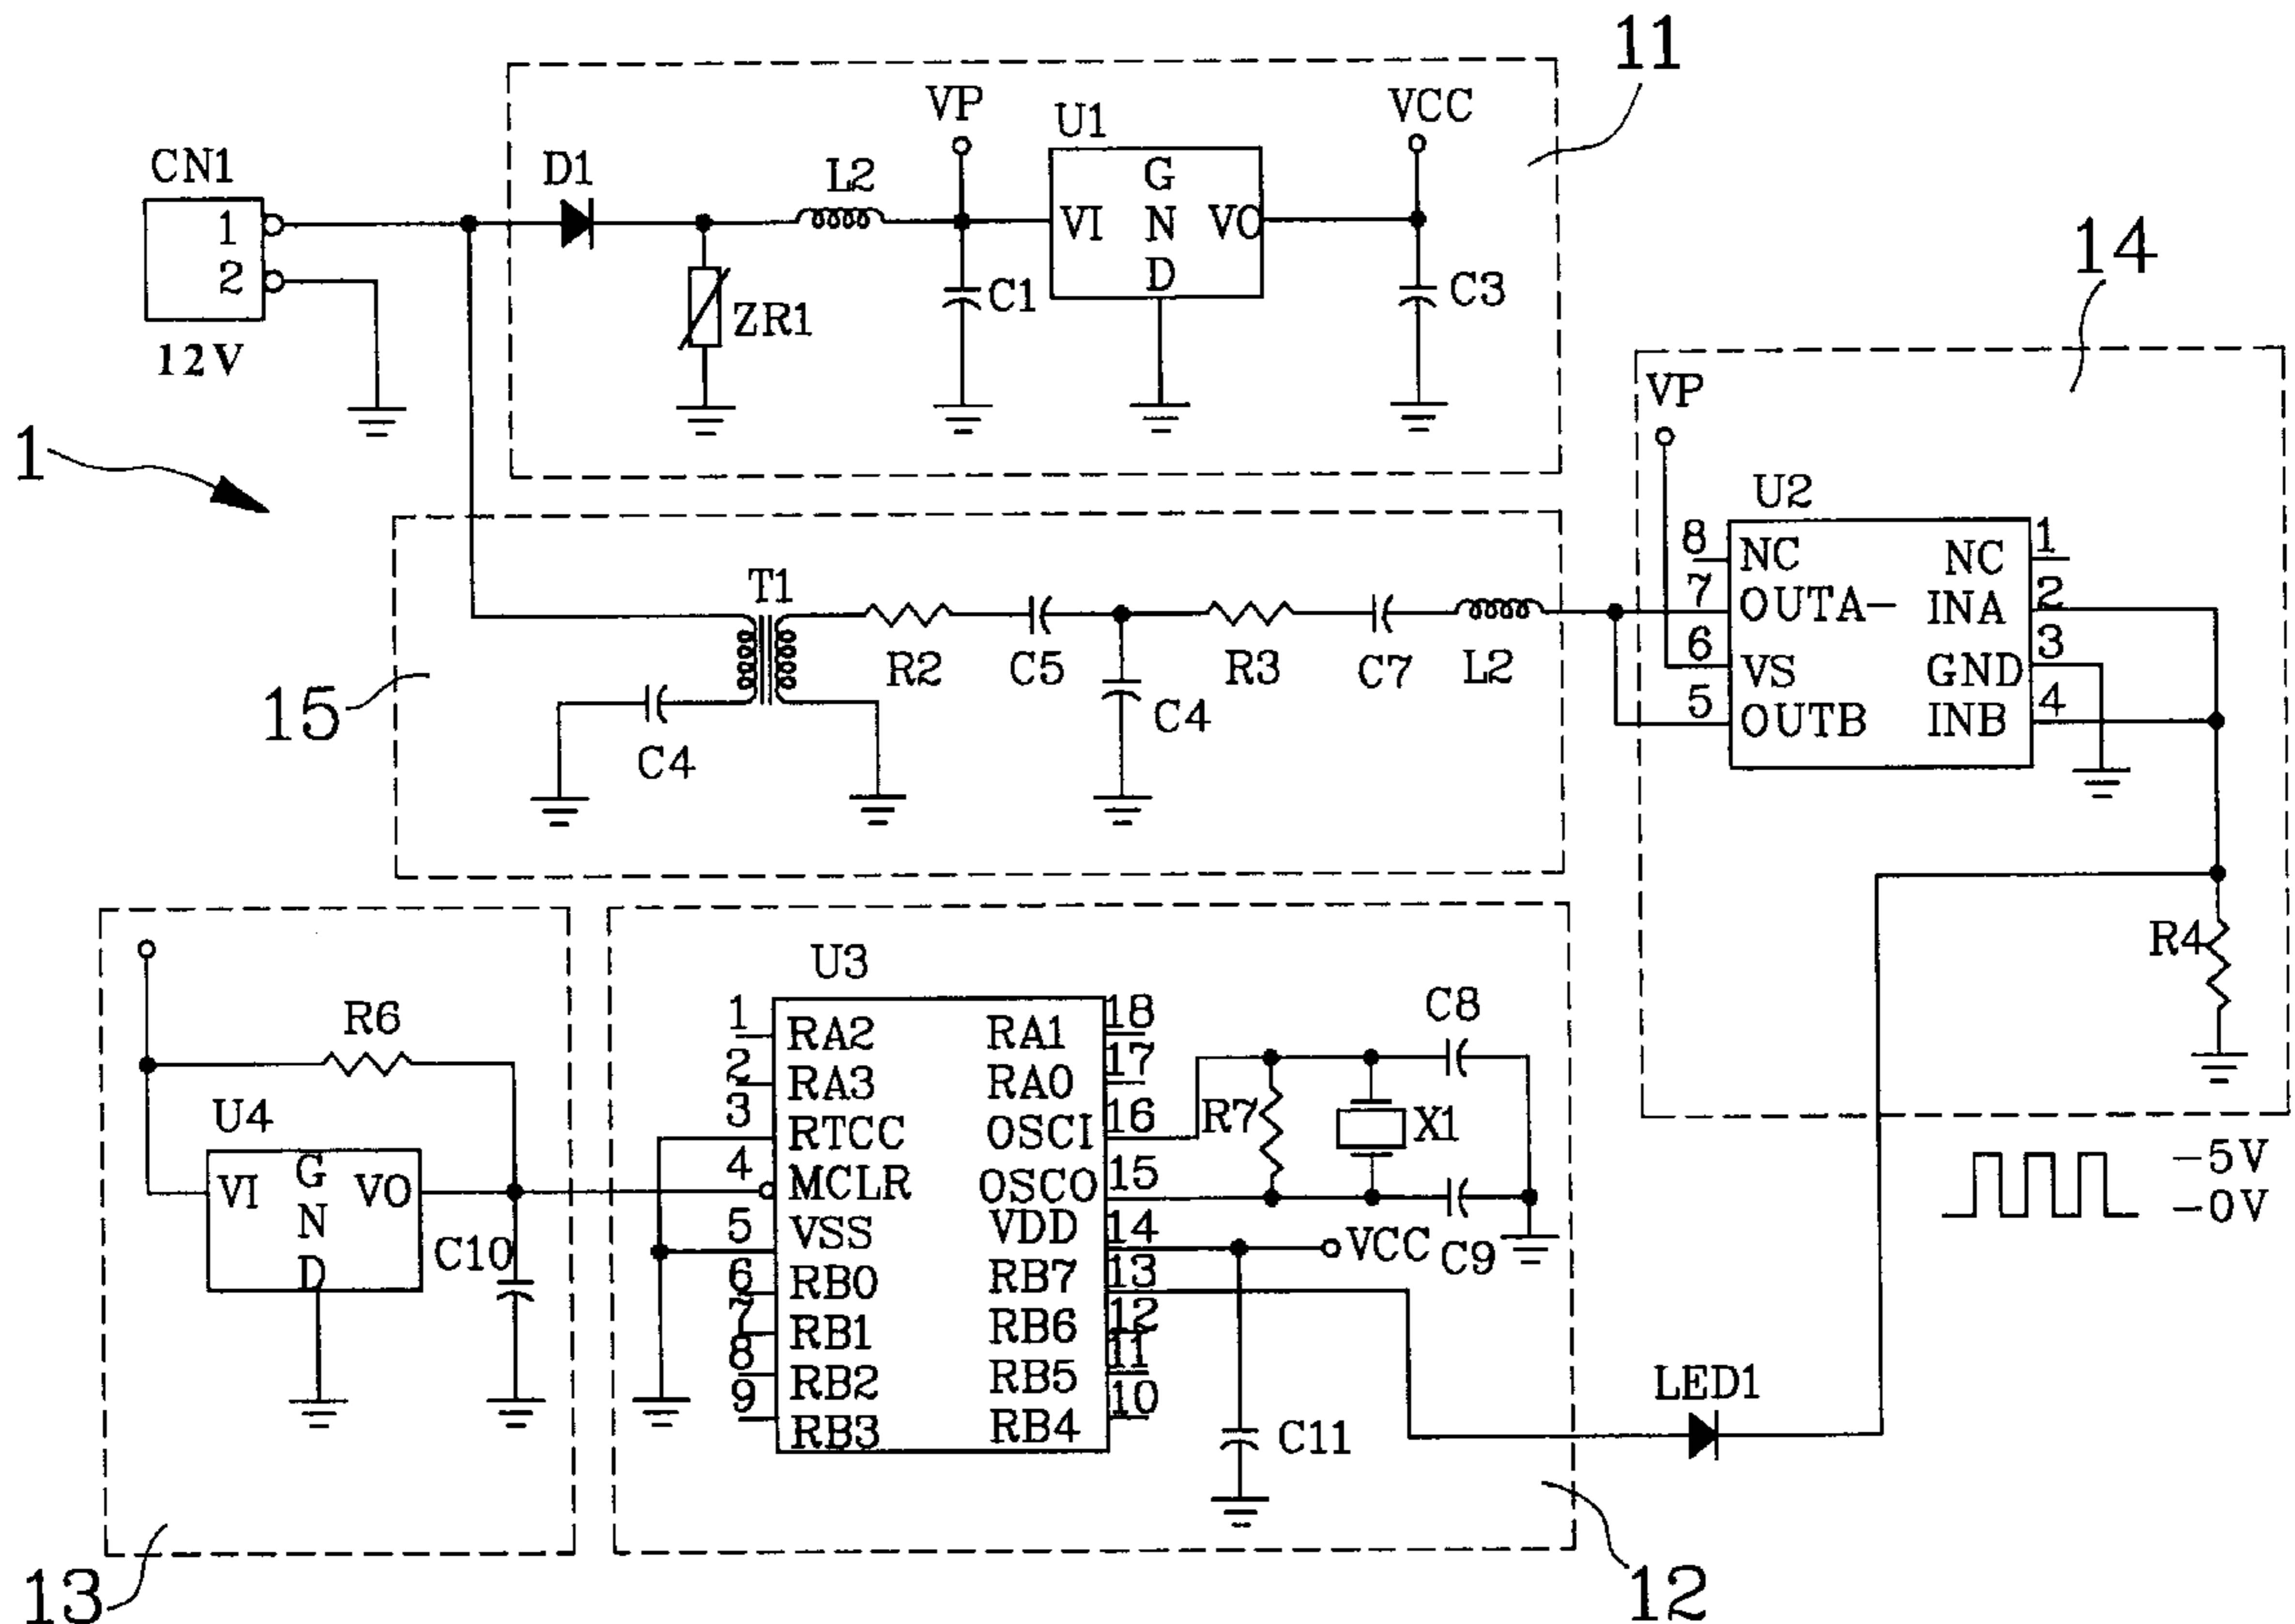 11
CN1
1
2
12V
D1
L2
VP
U1
VCC
VI
G
N
D
VO
ZR1
C1
C3
1
14
VP
U2
8 NC
7 OUTA-
6 VS
5 OUTB
NC 1
INA 2
GND 3
INB 4
15
T1
C4
R2
C5
C4
R3
C7
L2
R4
R6
U4
VI
G
N
D
VO
C10
13
U3
1 RA2
2 RA3
3 RTCC
4 MCLR
5 VSS
6 RB0
7 RB1
8 RB2
9 RB3
RA1 18
RA0 17
OSCI 16
OSCO 15
VDD 14
RB7 13
RB6 12
RB5 11
RB4 10
C8
R7
X1
VCC
C9
C11
12
LED1
-5V
-0V